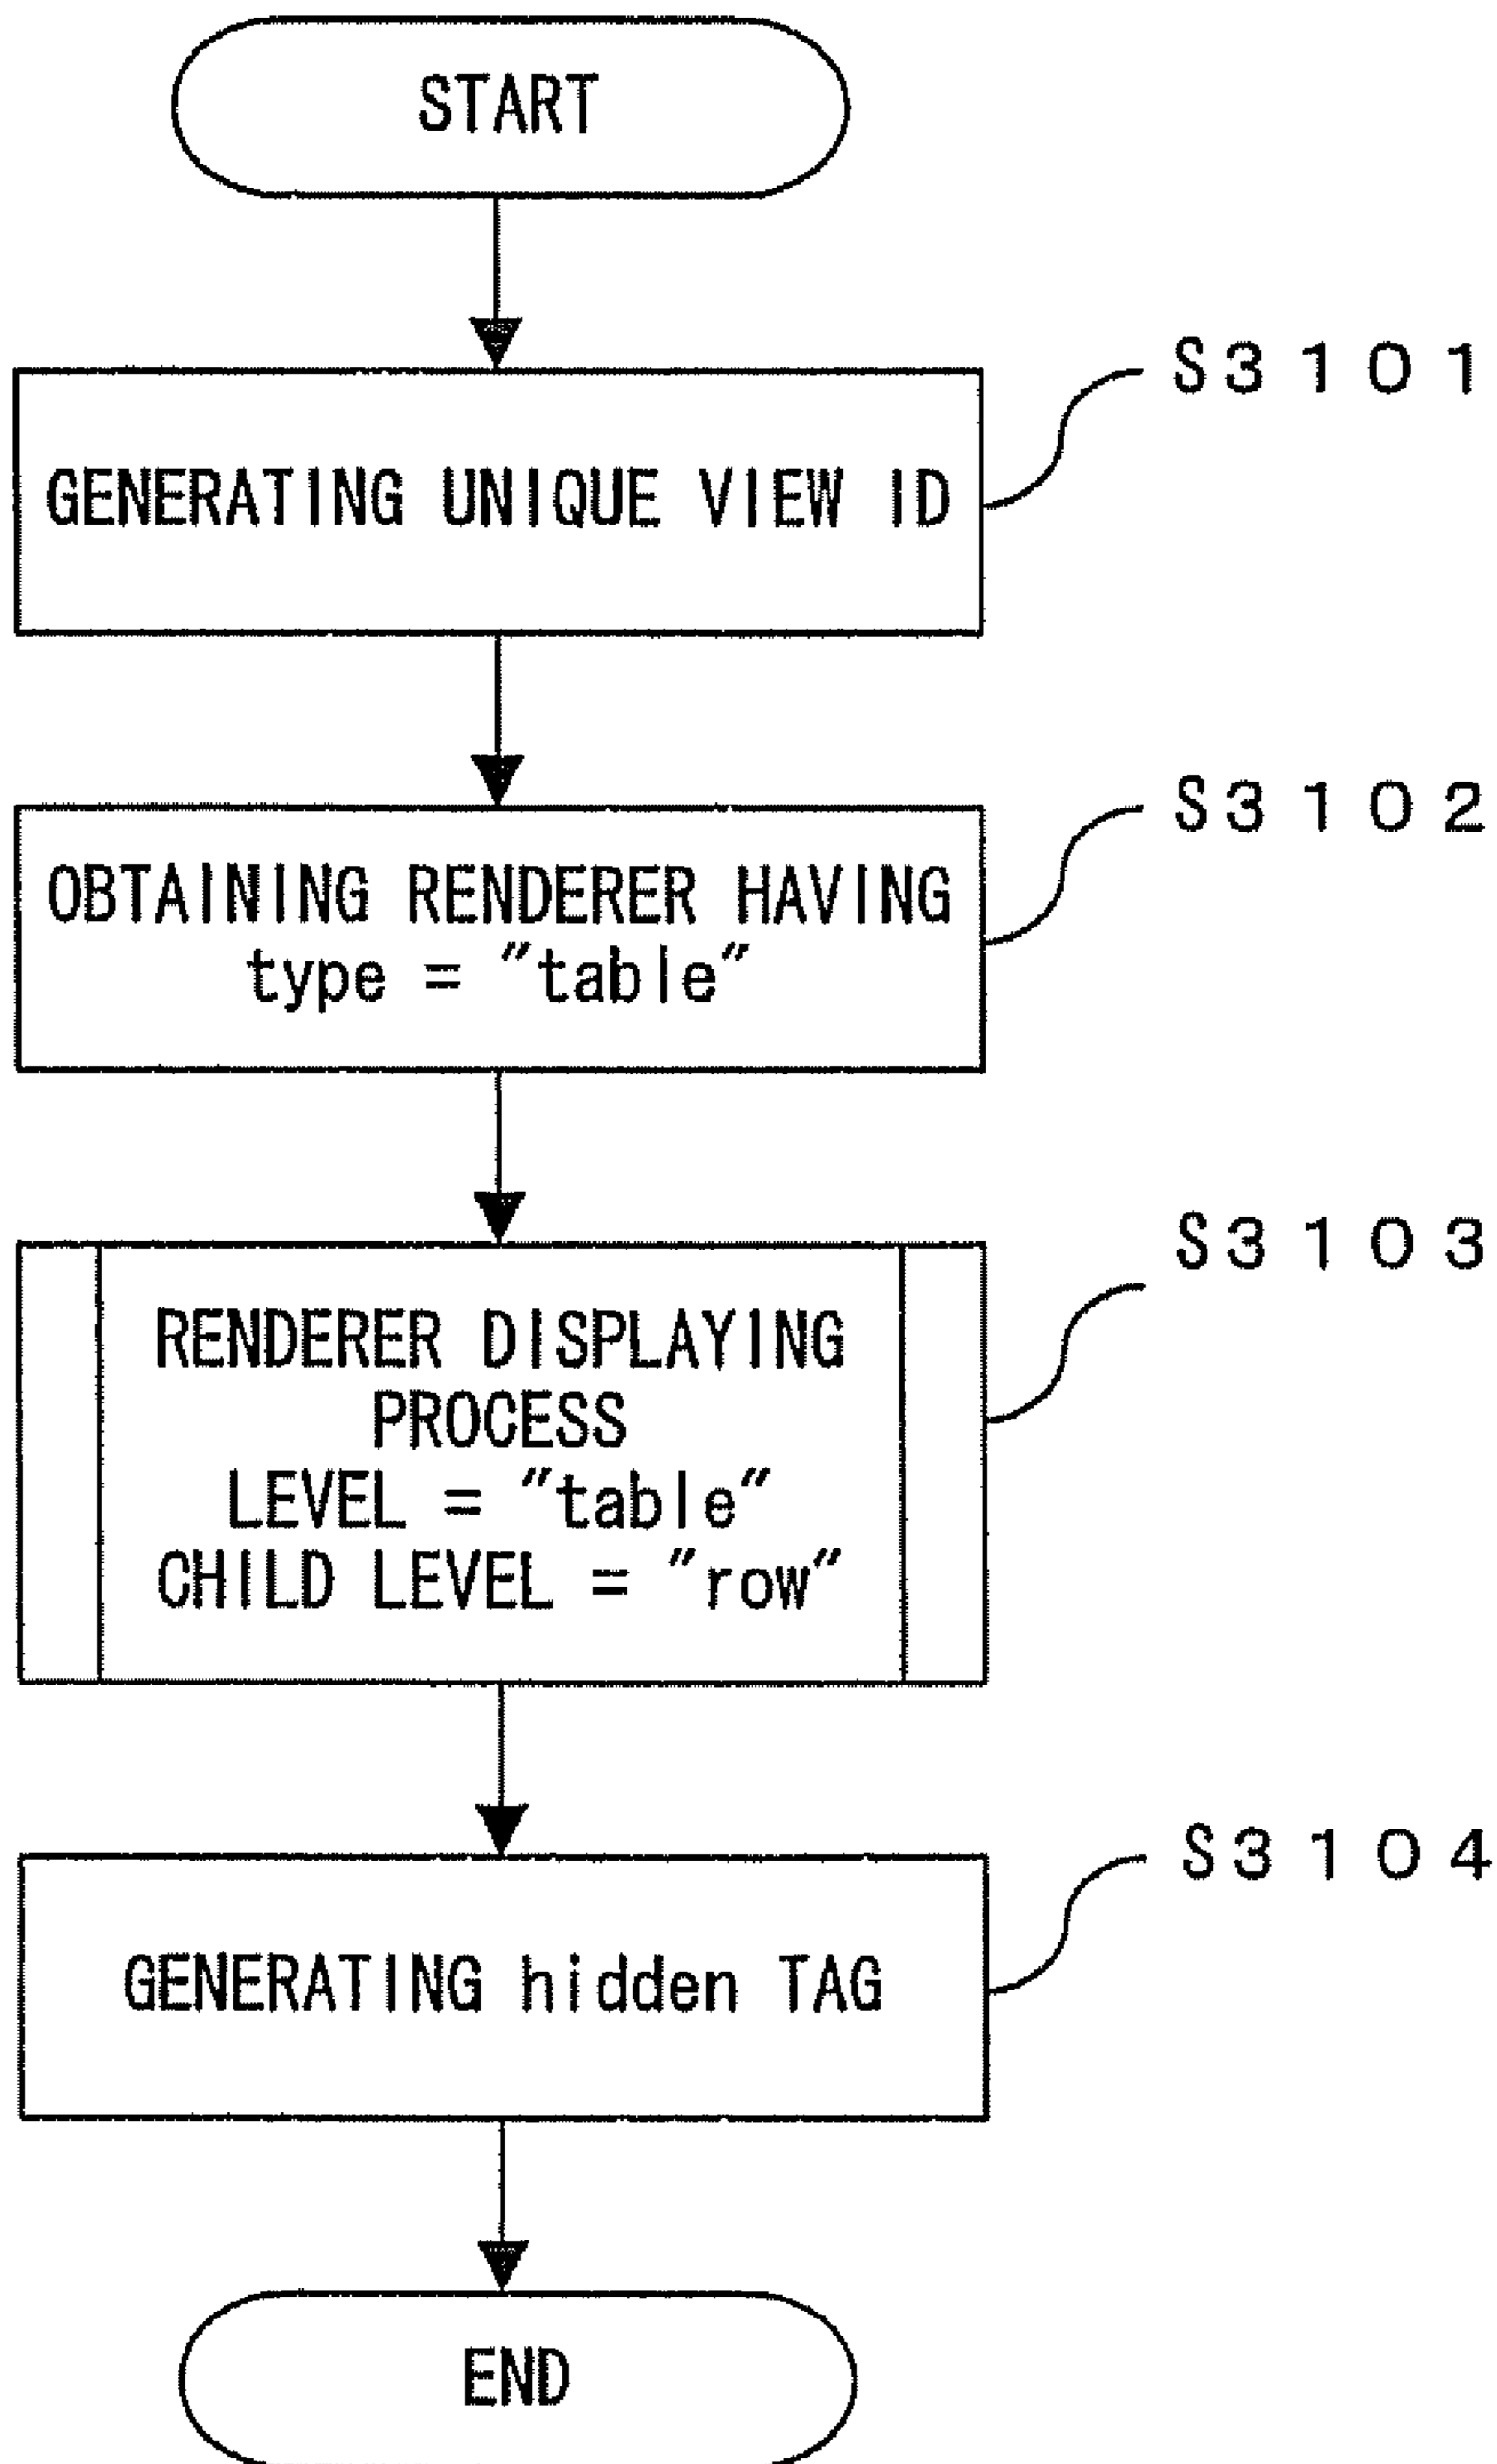 START
S3101
GENERATING UNIQUE VIEW ID
S3102
OBTAINING RENDERER HAVING
type = "table"
S3103
RENDERER DISPLAYING
PROCESS
LEVEL = "table"
CHILD LEVEL = "row"
S3104
GENERATING hidden TAG
END